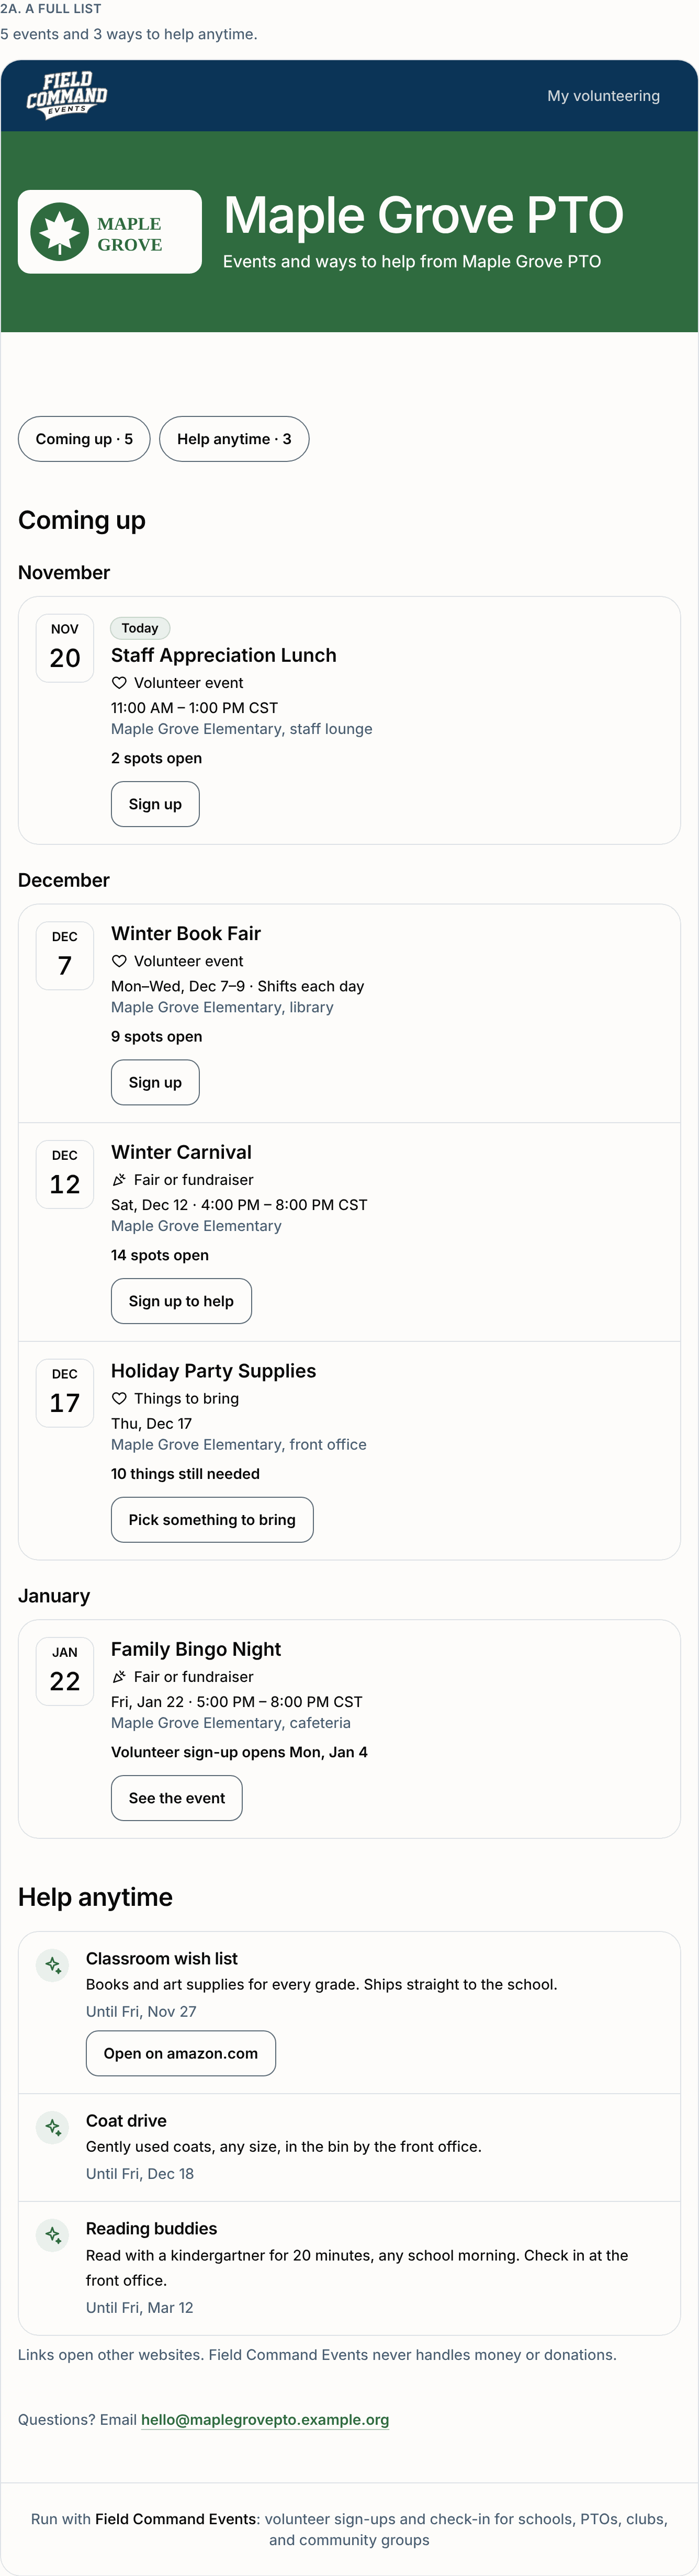 2A. A FULL LIST
5 events and 3 ways to help anytime.
FIELD
COMMAND
EVENTS
My volunteering
MAPLE
GROVE
Maple Grove PTO
Events and ways to help from Maple Grove PTO
Coming up · 5
Help anytime · 3
Coming up
November
NOV
20
Today
Staff Appreciation Lunch
Volunteer event
11:00 AM – 1:00 PM CST
Maple Grove Elementary, staff lounge
2 spots open
Sign up
December
DEC
7
Winter Book Fair
Volunteer event
Mon–Wed, Dec 7–9 · Shifts each day
Maple Grove Elementary, library
9 spots open
Sign up
DEC
12
Winter Carnival
Fair or fundraiser
Sat, Dec 12 · 4:00 PM – 8:00 PM CST
Maple Grove Elementary
14 spots open
Sign up to help
DEC
17
Holiday Party Supplies
Things to bring
Thu, Dec 17
Maple Grove Elementary, front office
10 things still needed
Pick something to bring
January
JAN
22
Family Bingo Night
Fair or fundraiser
Fri, Jan 22 · 5:00 PM – 8:00 PM CST
Maple Grove Elementary, cafeteria
Volunteer sign-up opens Mon, Jan 4
See the event
Help anytime
Classroom wish list
Books and art supplies for every grade. Ships straight to the school.
Until Fri, Nov 27
Open on amazon.com
Coat drive
Gently used coats, any size, in the bin by the front office.
Until Fri, Dec 18
Reading buddies
Read with a kindergartner for 20 minutes, any school morning. Check in at the
front office.
Until Fri, Mar 12
Links open other websites. Field Command Events never handles money or donations.
Questions? Email hello@maplegrovepto.example.org
Run with Field Command Events: volunteer sign-ups and check-in for schools, PTOs, clubs,
and community groups